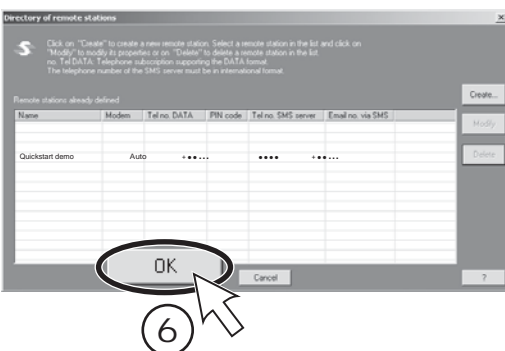 Directory of remote stations
Click on "Create" to create a new remote station. Select a remote station in the list and click on
"Modify" to modify its properties or on "Delete" to delete a remote station in the list.
no. Tel DATA: Telephone subscription supporting the DATA format.
The telephone number of the SMS server must be in international format.
Remote stations already defined
Create...
Name Modem Tel no. DATA PIN code Tel no. SMS server Email no. via SMS
Modify
Quickstart demo Auto +••... •••• +••...
Delete
OK
Cancel
?
6